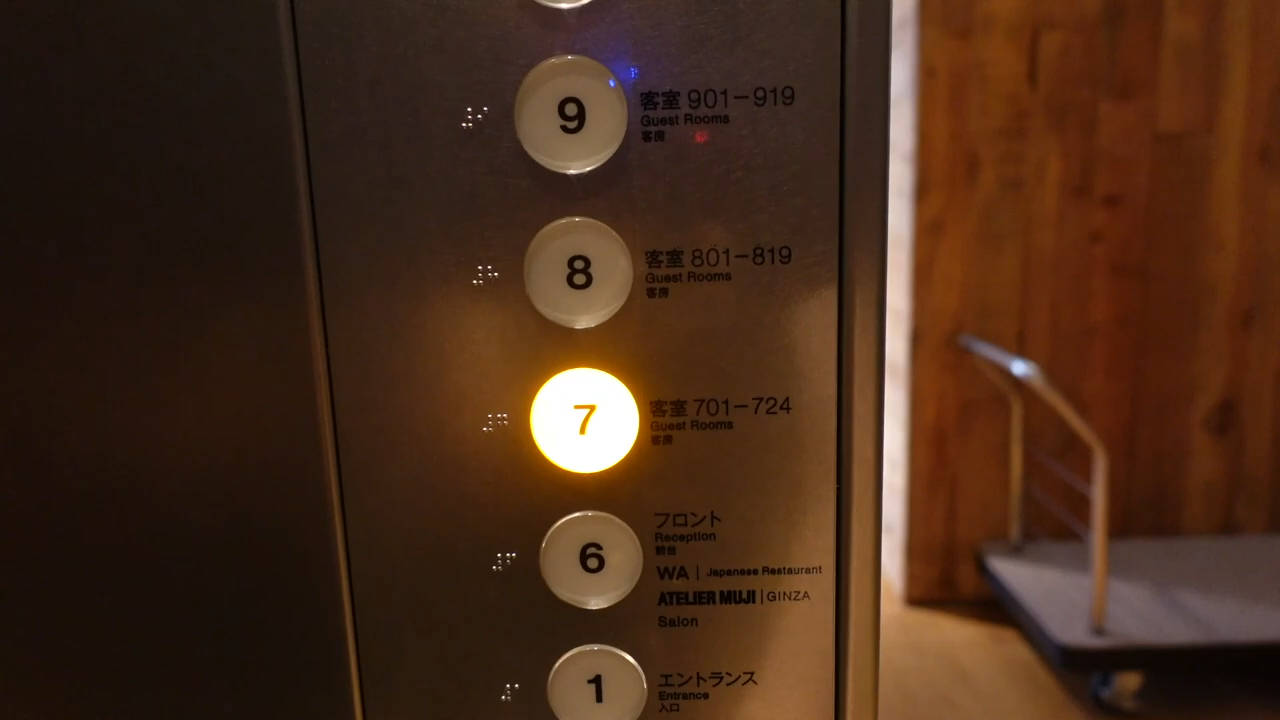 9
客室 901－919
Guest Rooms
客房
8
客室 801－819
Guest Rooms
客房
7
客室 701－724
Guest Rooms
客房
6
フロント
Reception
前台
WA | Japanese Restaurant
ATELIER MUJI | GINZA
Salon
1
エントランス
Entrance
入口